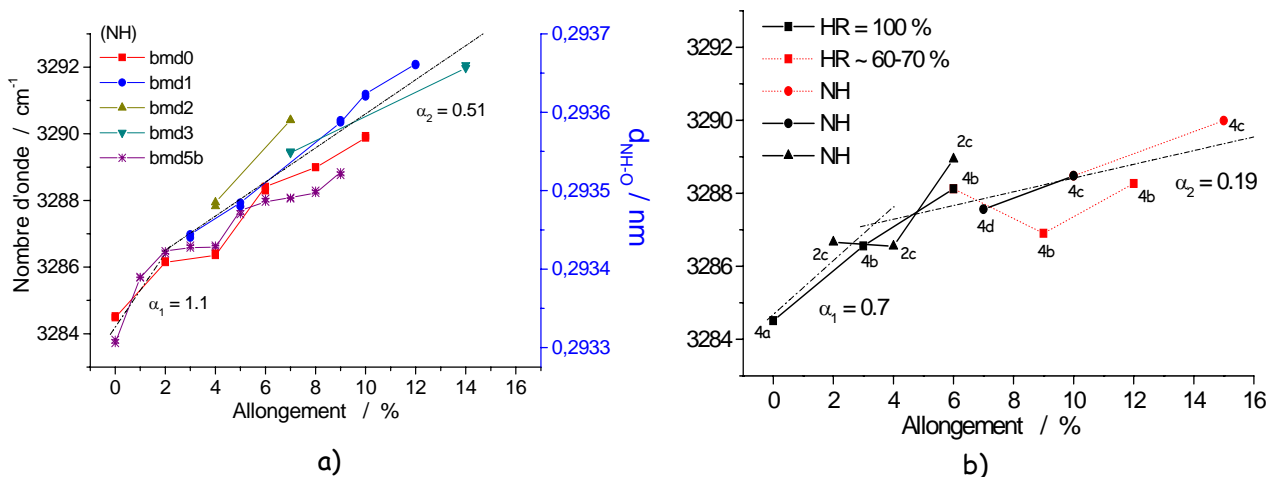 (NH)
bmd0
bmd1
bmd2
bmd3
bmd5b
3292
3290
3288
3286
3284
Nombre d'onde / cm⁻¹
α₁ = 1.1
α₂ = 0.51
0,2937
0,2936
0,2935
0,2934
0,2933
d_NH-O / nm
0 2 4 6 8 10 12 14 16
Allongement / %
a)
HR = 100 %
HR ~ 60-70 %
NH
NH
NH
3292
3290
3288
3286
3284
4a
2c
4b
2c
2c
4b
4d
4c
4b
4b
4c
α₁ = 0.7
α₂ = 0.19
0 2 4 6 8 10 12 14 16
Allongement / %
b)